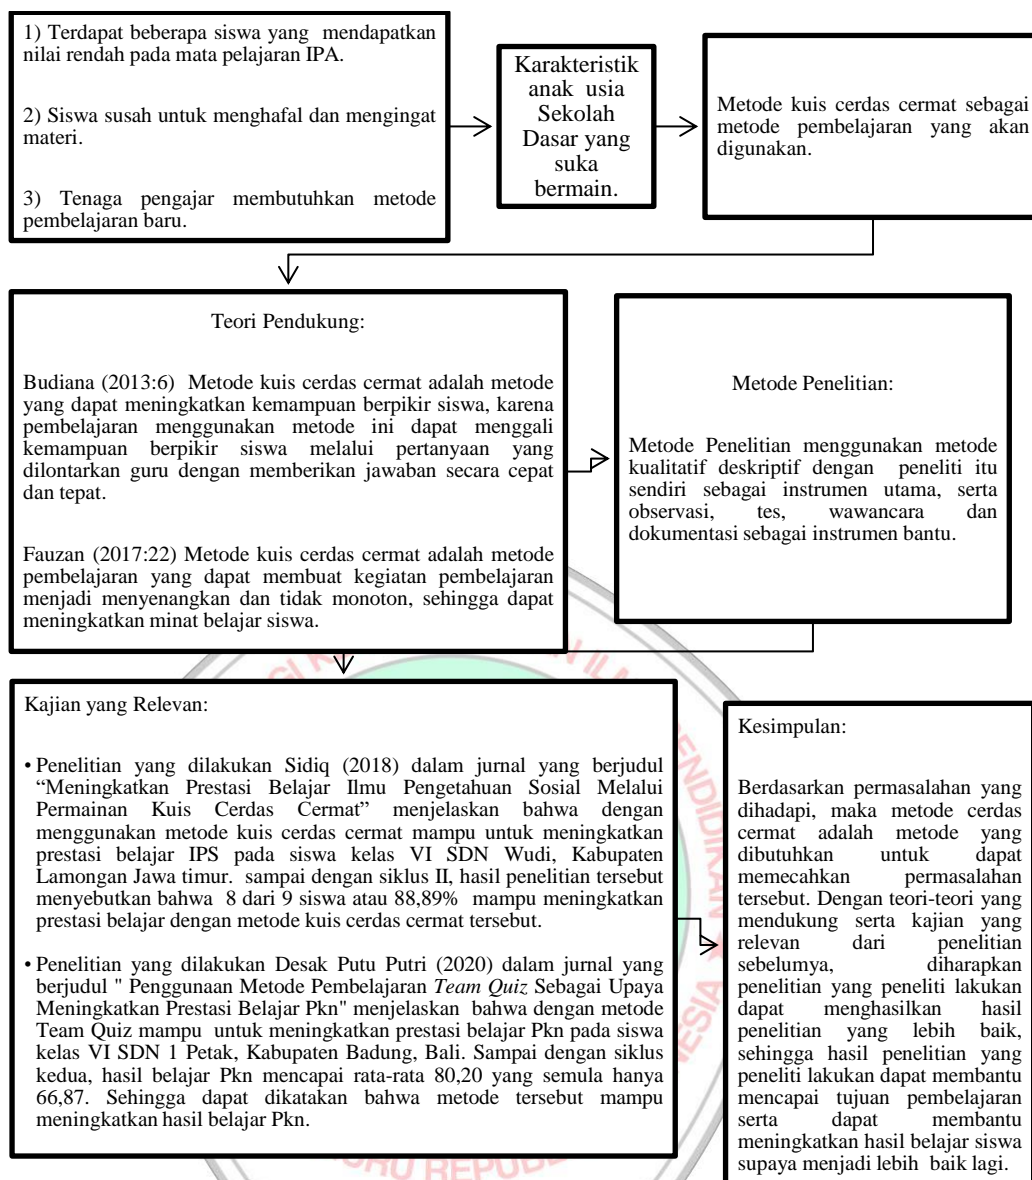 1) Terdapat beberapa siswa yang mendapatkan
nilai rendah pada mata pelajaran IPA.
2) Siswa susah untuk menghafal dan mengingat
materi.
3) Tenaga pengajar membutuhkan metode
pembelajaran baru.
Karakteristik
anak usia
Sekolah
Dasar yang
suka
bermain.
Metode kuis cerdas cermat sebagai
metode pembelajaran yang akan
digunakan.
Teori Pendukung:
Budiana (2013:6) Metode kuis cerdas cermat adalah metode
yang dapat meningkatkan kemampuan berpikir siswa, karena
pembelajaran menggunakan metode ini dapat menggali
kemampuan berpikir siswa melalui pertanyaan yang
dilontarkan guru dengan memberikan jawaban secara cepat
dan tepat.
Fauzan (2017:22) Metode kuis cerdas cermat adalah metode
pembelajaran yang dapat membuat kegiatan pembelajaran
menjadi menyenangkan dan tidak monoton, sehingga dapat
meningkatkan minat belajar siswa.
Metode Penelitian:
Metode Penelitian menggunakan metode
kualitatif deskriptif dengan peneliti itu
sendiri sebagai instrumen utama, serta
observasi, tes, wawancara dan
dokumentasi sebagai instrumen bantu.
Kajian yang Relevan:
• Penelitian yang dilakukan Sidiq (2018) dalam jurnal yang berjudul
“Meningkatkan Prestasi Belajar Ilmu Pengetahuan Sosial Melalui
Permainan Kuis Cerdas Cermat” menjelaskan bahwa dengan
menggunakan metode kuis cerdas cermat mampu untuk meningkatkan
prestasi belajar IPS pada siswa kelas VI SDN Wudi, Kabupaten
Lamongan Jawa timur. sampai dengan siklus II, hasil penelitian tersebut
menyebutkan bahwa 8 dari 9 siswa atau 88,89% mampu meningkatkan
prestasi belajar dengan metode kuis cerdas cermat tersebut.
• Penelitian yang dilakukan Desak Putu Putri (2020) dalam jurnal yang
berjudul " Penggunaan Metode Pembelajaran Team Quiz Sebagai Upaya
Meningkatkan Prestasi Belajar Pkn" menjelaskan bahwa dengan metode
Team Quiz mampu untuk meningkatkan prestasi belajar Pkn pada siswa
kelas VI SDN 1 Petak, Kabupaten Badung, Bali. Sampai dengan siklus
kedua, hasil belajar Pkn mencapai rata-rata 80,20 yang semula hanya
66,87. Sehingga dapat dikatakan bahwa metode tersebut mampu
meningkatkan hasil belajar Pkn.
Kesimpulan:
Berdasarkan permasalahan yang
dihadapi, maka metode cerdas
cermat adalah metode yang
dibutuhkan untuk dapat
memecahkan permasalahan
tersebut. Dengan teori-teori yang
mendukung serta kajian yang
relevan dari penelitian
sebelumya, diharapkan
penelitian yang peneliti lakukan
dapat menghasilkan hasil
penelitian yang lebih baik,
sehingga hasil penelitian yang
peneliti lakukan dapat membantu
mencapai tujuan pembelajaran
serta dapat membantu
meningkatkan hasil belajar siswa
supaya menjadi lebih baik lagi.